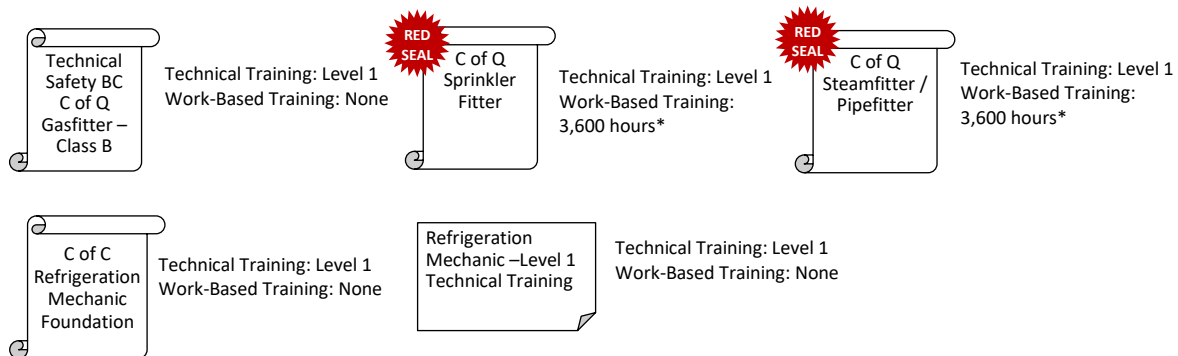 Technical
Safety BC
C of Q
Gasfitter –
Class B
Technical Training: Level 1
Work-Based Training: None
RED
SEAL
C of Q
Sprinkler
Fitter
Technical Training: Level 1
Work-Based Training:
3,600 hours*
RED
SEAL
C of Q
Steamfitter /
Pipefitter
Technical Training: Level 1
Work-Based Training:
3,600 hours*
C of C
Refrigeration
Mechanic
Foundation
Technical Training: Level 1
Work-Based Training: None
Refrigeration
Mechanic –Level 1
Technical Training
Technical Training: Level 1
Work-Based Training: None